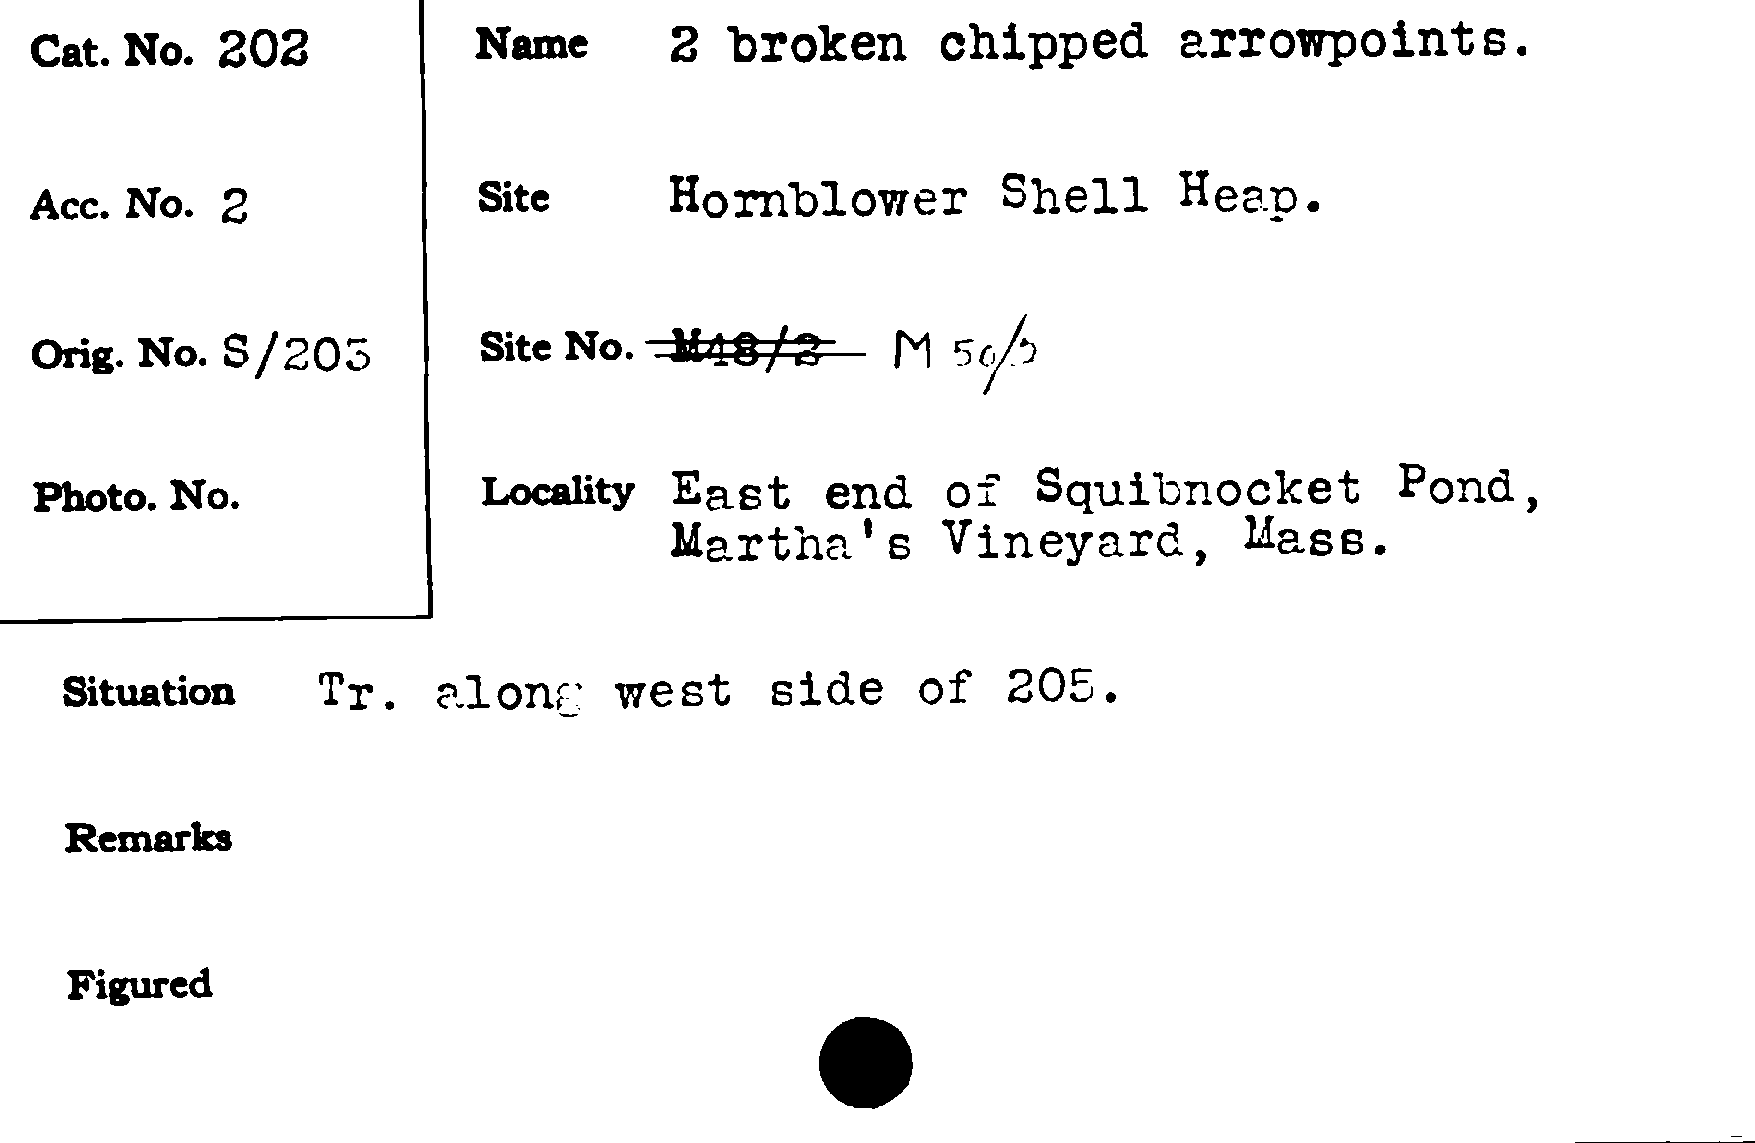 Cat. No. 202
Name 2 broken chipped arrowpoints.
Acc. No. 2
Site Hornblower Shell Heap.
Orig. No. S/203
Site No. M48/2 M
Photo. No.
Locality East end of Squibnocket Pond,
Martha's Vineyard, Mass.
Situation Tr. along west side of 205.
Remarks
Figured